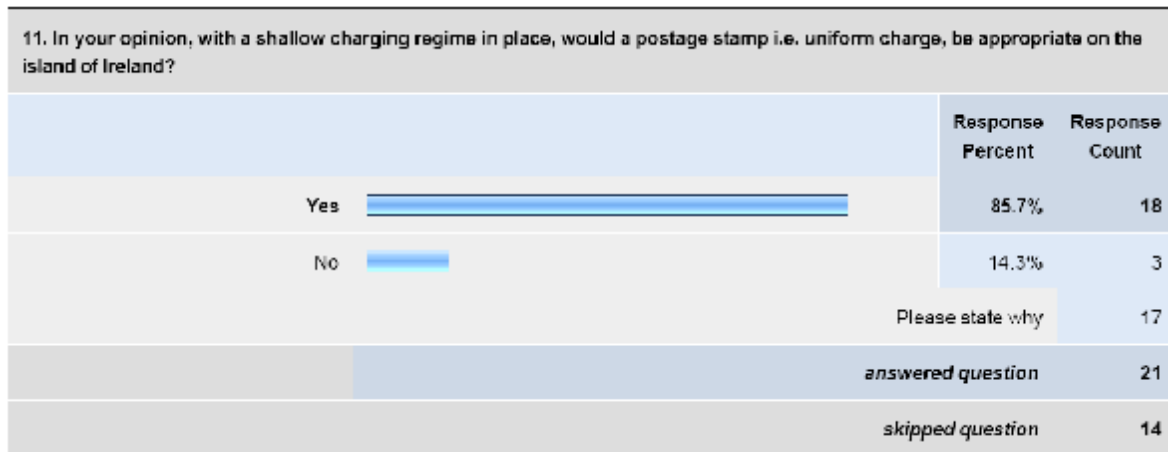 11. In your opinion, with a shallow charging regime in place, would a postage stamp i.e. uniform charge, be appropriate on the
island of Ireland?
Response Percent Response Count
Yes 85.7% 18
No 14.3% 3
Please state why 17
answered question 21
skipped question 14